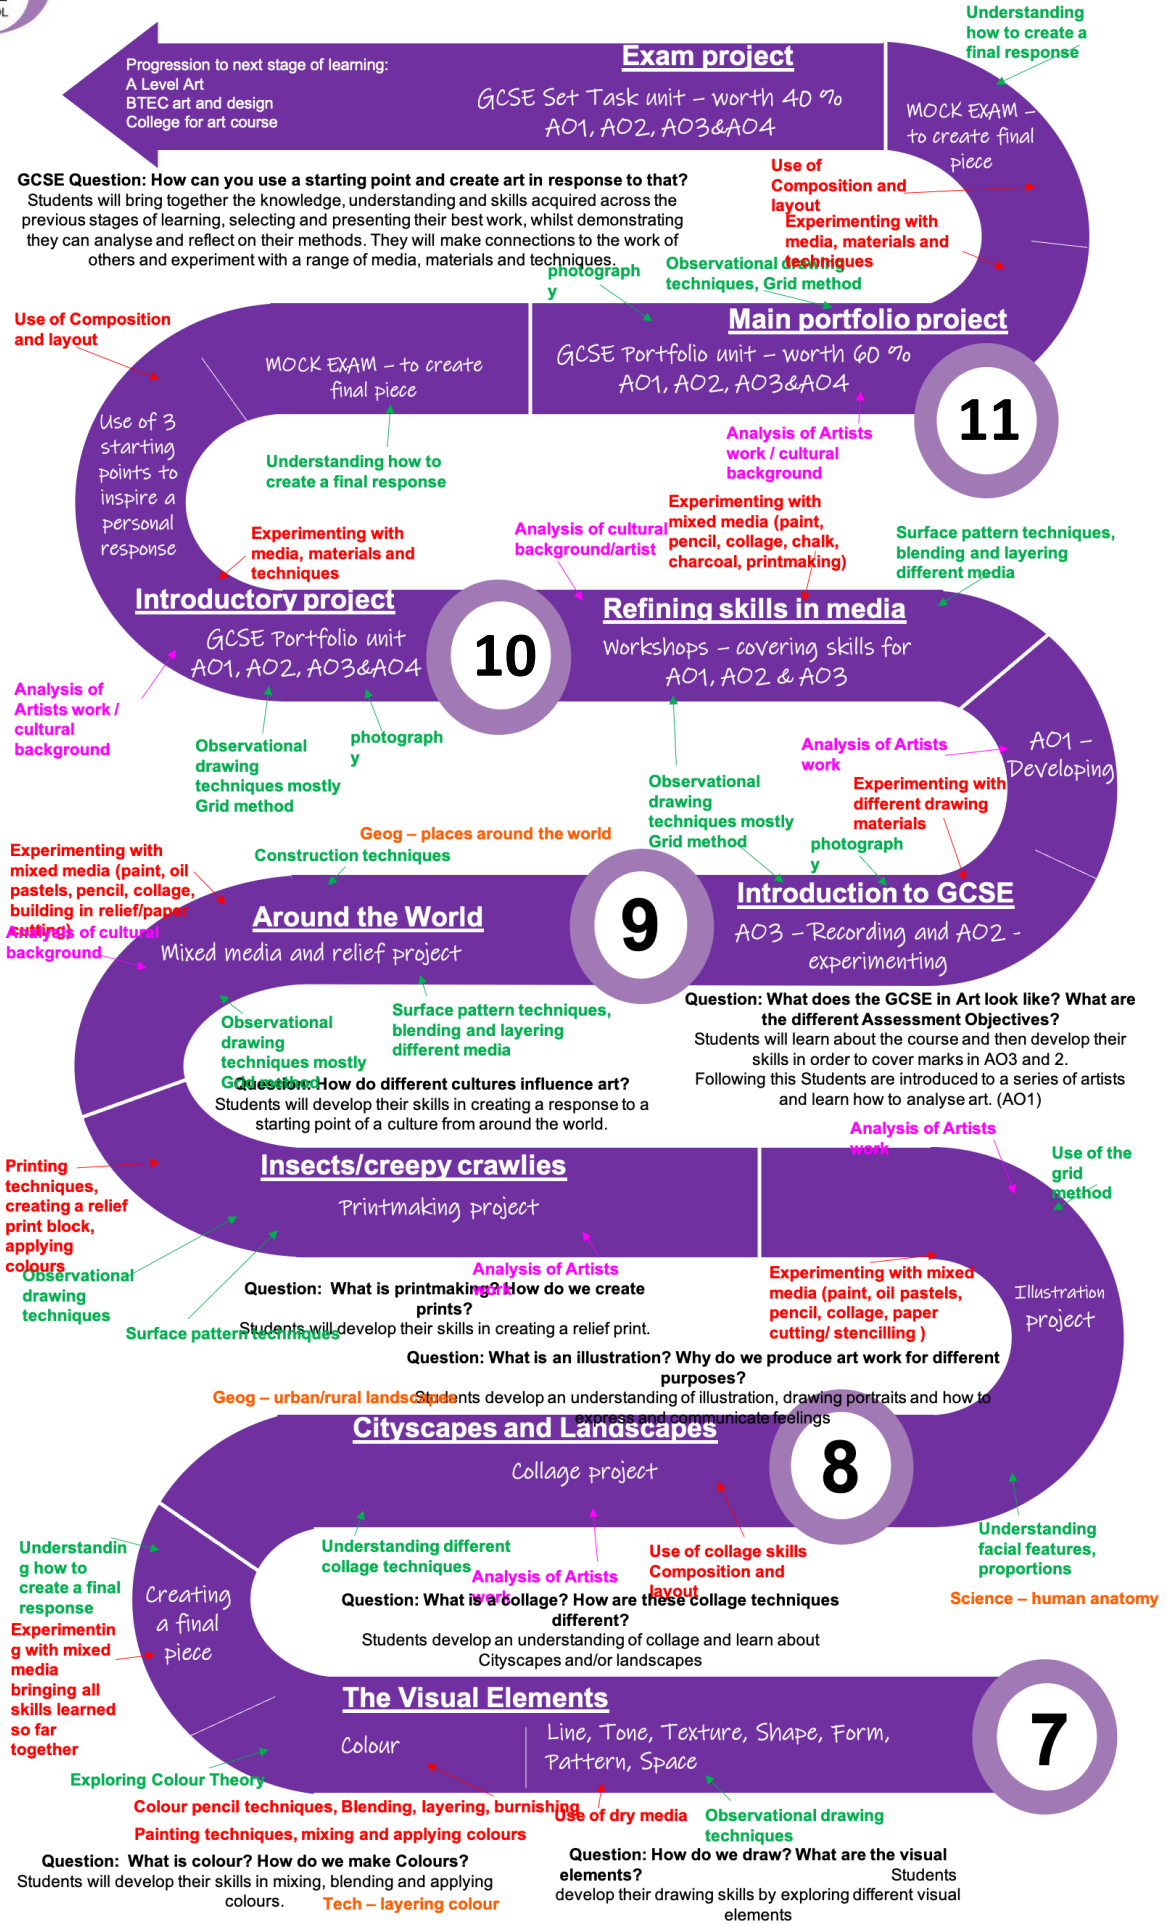 OL
Understanding
how to create a
final response
Exam project
Progression to next stage of learning:
A Level Art
BTEC art and design
College for art course
GCSE Set Task unit – worth 40 %
AO1, AO2, AO3&AO4
MOCK EXAM –
to create final
piece
Use of
Composition and
layout
GCSE Question: How can you use a starting point and create art in response to that?
Students will bring together the knowledge, understanding and skills acquired across the
previous stages of learning, selecting and presenting their best work, whilst demonstrating
they can analyse and reflect on their methods. They will make connections to the work of
others and experiment with a range of media, materials and techniques.
Experimenting with
media, materials and
techniques
photograph
y
Observational drawing
techniques, Grid method
Use of Composition
and layout
Main portfolio project
GCSE Portfolio unit – worth 60 %
AO1, AO2, AO3&AO4
MOCK EXAM – to create
final piece
11
Use of 3
starting
points to
inspire a
personal
response
Understanding how to
create a final response
Analysis of Artists
work / cultural
background
Experimenting with
media, materials and
techniques
Analysis of cultural
background/artist
Experimenting with
mixed media (paint,
pencil, collage, chalk,
charcoal, printmaking)
Surface pattern techniques,
blending and layering
different media
Introductory project
GCSE Portfolio unit
AO1, AO2, AO3&AO4
10
Refining skills in media
Workshops – covering skills for
AO1, AO2 & AO3
Analysis of
Artists work /
cultural
background
Observational
drawing
techniques mostly
Grid method
photograph
y
Observational
drawing
techniques mostly
Grid method
Analysis of Artists
work
AO1 –
Developing
Experimenting with
different drawing
materials
photograph
y
Geog – places around the world
Construction techniques
Experimenting with
mixed media (paint, oil
pastels, pencil, collage,
building in relief/paper
cutting)
Analysis of cultural
background
Around the World
Mixed media and relief project
9
Introduction to GCSE
AO3 – Recording and AO2 -
experimenting
Observational
drawing
techniques mostly
Grid method
Surface pattern techniques,
blending and layering
different media
Question: How do different cultures influence art?
Students will develop their skills in creating a response to a
starting point of a culture from around the world.
Question: What does the GCSE in Art look like? What are
the different Assessment Objectives?
Students will learn about the course and then develop their
skills in order to cover marks in AO3 and 2.
Following this Students are introduced to a series of artists
and learn how to analyse art. (AO1)
Analysis of Artists
work
Use of the
grid
method
Printing
techniques,
creating a relief
print block,
applying
colours
Insects/creepy crawlies
Printmaking project
Observational
drawing
techniques
Surface pattern techniques
Analysis of Artists
work
Question: What is printmaking? How do we create
prints?
Students will develop their skills in creating a relief print.
Experimenting with mixed
media (paint, oil pastels,
pencil, collage, paper
cutting/ stencilling )
Illustration
project
Question: What is an illustration? Why do we produce art work for different
purposes?
Students develop an understanding of illustration, drawing portraits and how to
express and communicate feelings
Geog – urban/rural landscapes
Cityscapes and Landscapes
Collage project
8
Understanding
facial features,
proportions
Science – human anatomy
Understandin
g how to
create a final
response
Understanding different
collage techniques
Analysis of Artists
work
Use of collage skills
Composition and
layout
Question: What is a collage? How are these collage techniques
different?
Students develop an understanding of collage and learn about
Cityscapes and/or landscapes
Creating
a final
piece
Experimentin
g with mixed
media
bringing all
skills learned
so far
together
The Visual Elements
Colour
Line, Tone, Texture, Shape, Form,
Pattern, Space
7
Exploring Colour Theory
Colour pencil techniques, Blending, layering, burnishing
Painting techniques, mixing and applying colours
Use of dry media
Observational drawing
techniques
Question: What is colour? How do we make Colours?
Students will develop their skills in mixing, blending and applying
colours.
Tech – layering colour
Question: How do we draw? What are the visual
elements? Students
develop their drawing skills by exploring different visual
elements